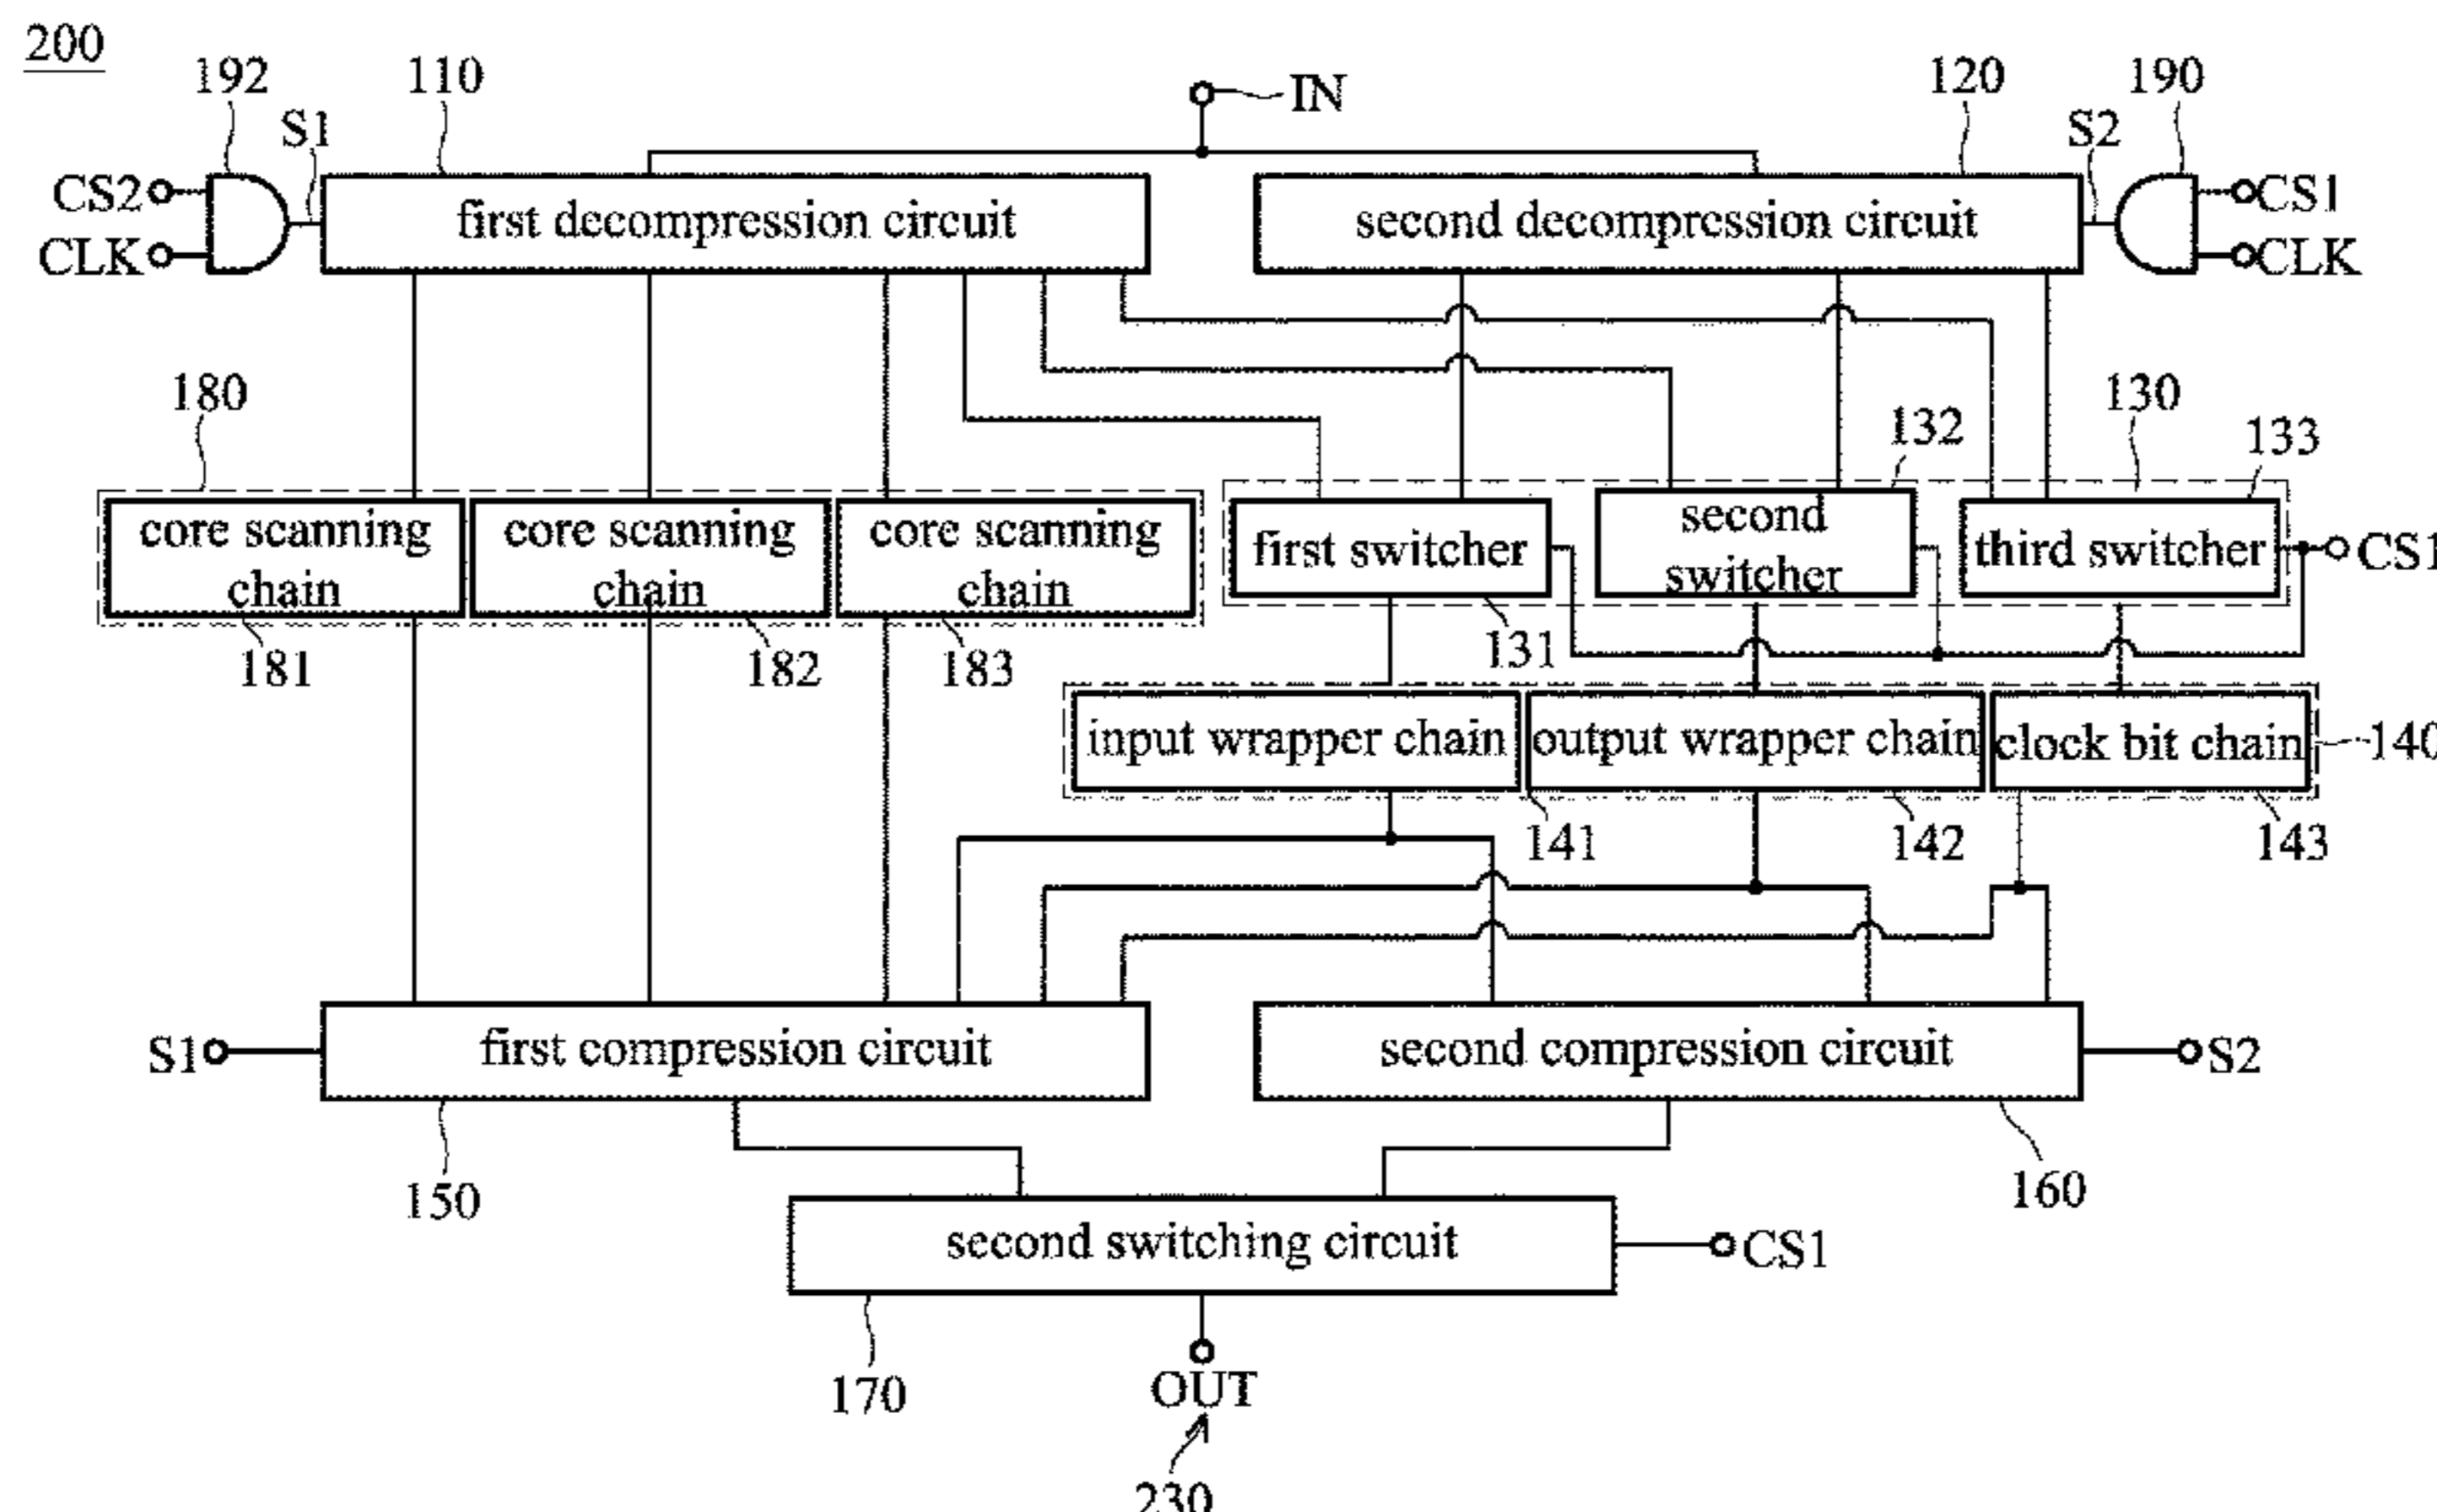 200
192
110
IN
120
190
S1
S2
CS2
CLK
first decompression circuit
second decompression circuit
CS1
CLK
180
130
132
133
core scanning
chain
core scanning
chain
core scanning
chain
first switcher
second
switcher
third switcher
CS1
181
182
183
131
input wrapper chain
output wrapper chain
clock bit chain
140
141
142
143
S1
first compression circuit
second compression circuit
S2
150
160
second switching circuit
CS1
170
OUT
230